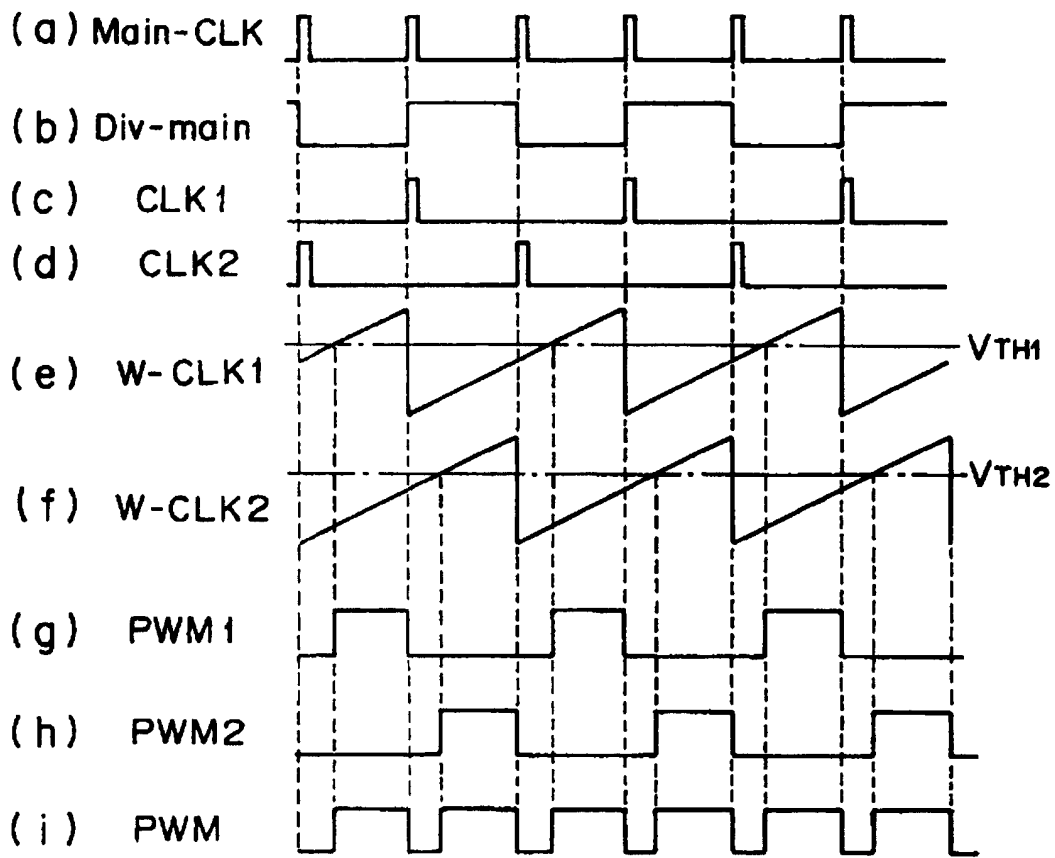 (a) Main-CLK
(b) Div-main
(c) CLK1
(d) CLK2
(e) W-CLK1
VTH1
(f) W-CLK2
VTH2
(g) PWM1
(h) PWM2
(i) PWM